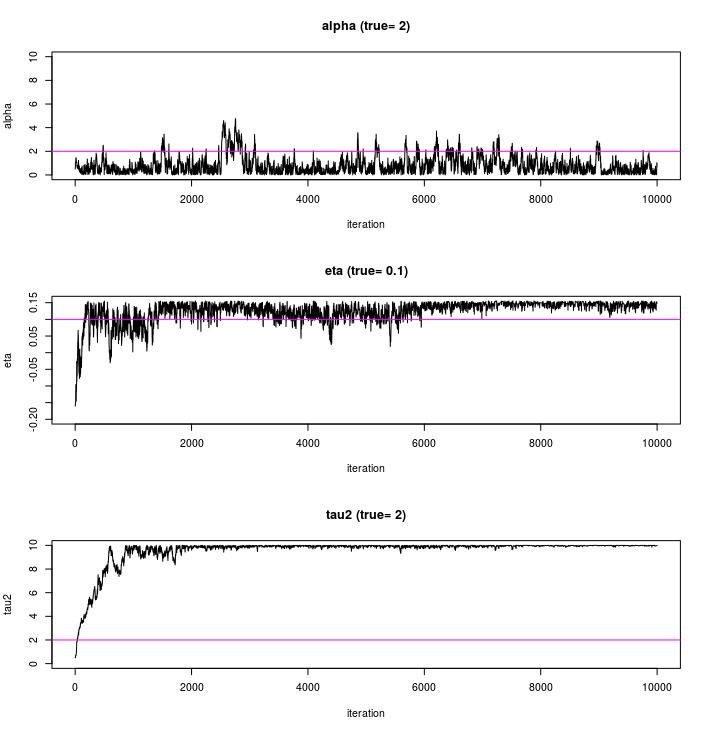 alpha (true= 2)
10
8
6
4
2
0
alpha
0 2000 4000 6000 8000 10000
iteration
eta (true= 0.1)
0.15
0.05
-0.05
-0.20
eta
0 2000 4000 6000 8000 10000
iteration
tau2 (true= 2)
10
8
6
4
2
0
tau2
0 2000 4000 6000 8000 10000
iteration